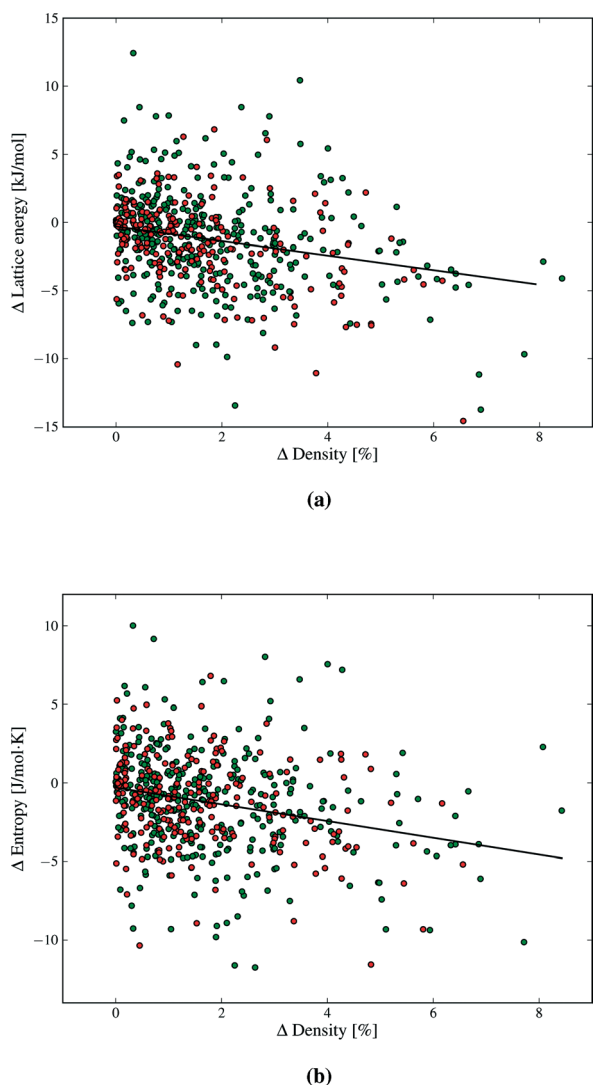 15
10
5
0
−5
−10
−15
Δ Lattice energy [kJ/mol]
0 2 4 6 8
Δ Density [%]
(a)
10
5
0
−5
−10
Δ Entropy [J/mol·K]
0 2 4 6 8
Δ Density [%]
(b)